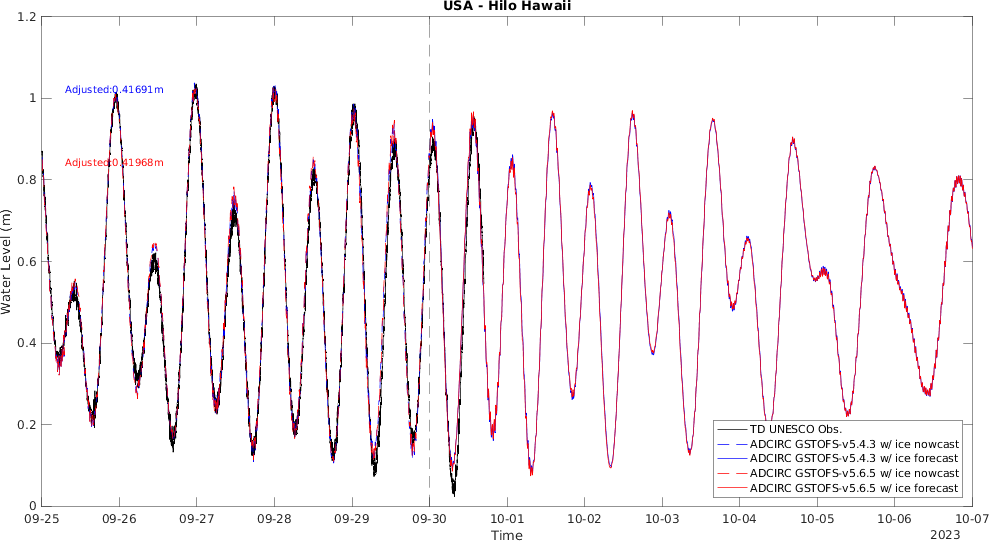 USA - Hilo Hawaii
1.2
1
0.8
0.6
0.4
0.2
0
Water Level (m)
Adjusted:0.41691m
Adjusted:0.41968m
TD UNESCO Obs.
ADCIRC GSTOFS-v5.4.3 w/ ice nowcast
ADCIRC GSTOFS-v5.4.3 w/ ice forecast
ADCIRC GSTOFS-v5.6.5 w/ ice nowcast
ADCIRC GSTOFS-v5.6.5 w/ ice forecast
09-25 09-26 09-27 09-28 09-29 09-30 10-01 10-02 10-03 10-04 10-05 10-06 10-07
Time
2023